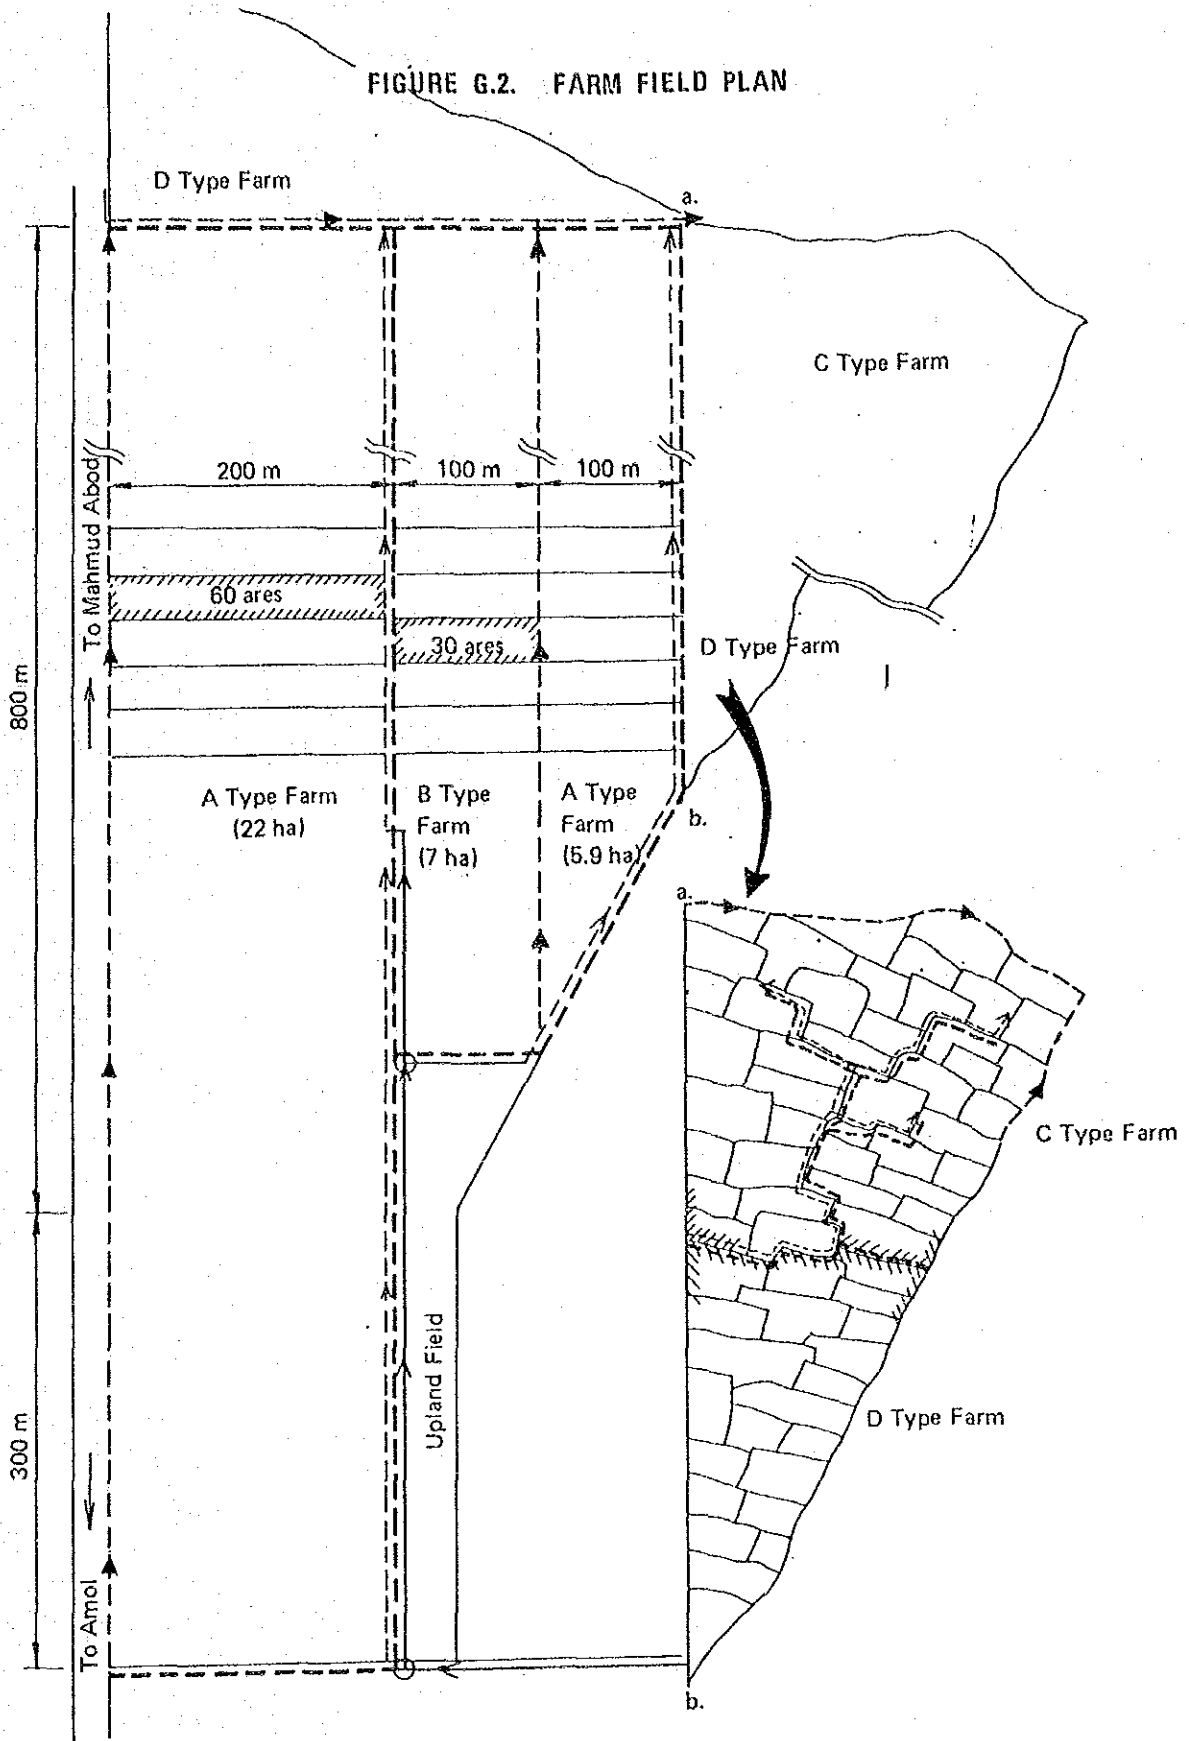 FIGURE G.2. FARM FIELD PLAN
D Type Farm
a.
C Type Farm
To Mahmud Abod
200 m
100 m
100 m
60 ares
30 ares
D Type Farm
800 m
A Type Farm
(22 ha)
B Type
Farm
(7 ha)
A Type
Farm
(5.9 ha)
b.
a.
C Type Farm
Upland Field
D Type Farm
300 m
To Amol
b.